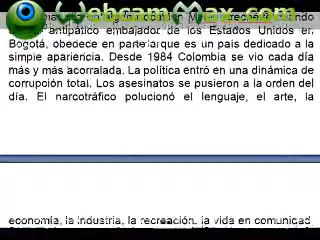 WebcamMax.com
antipático embajador de los Estados Unidos en
Bogotá, obedece en parte a que es un país dedicado a la
simple apariencia. Desde 1984 Colombia se vio cada día
más y más acorralada. La política entró en una dinámica de
corrupción total. Los asesinatos se pusieron a la orden del
día. El narcotráfico polucionó el lenguaje, el arte, la
economía, la industria, la recreación, la vida en comunidad